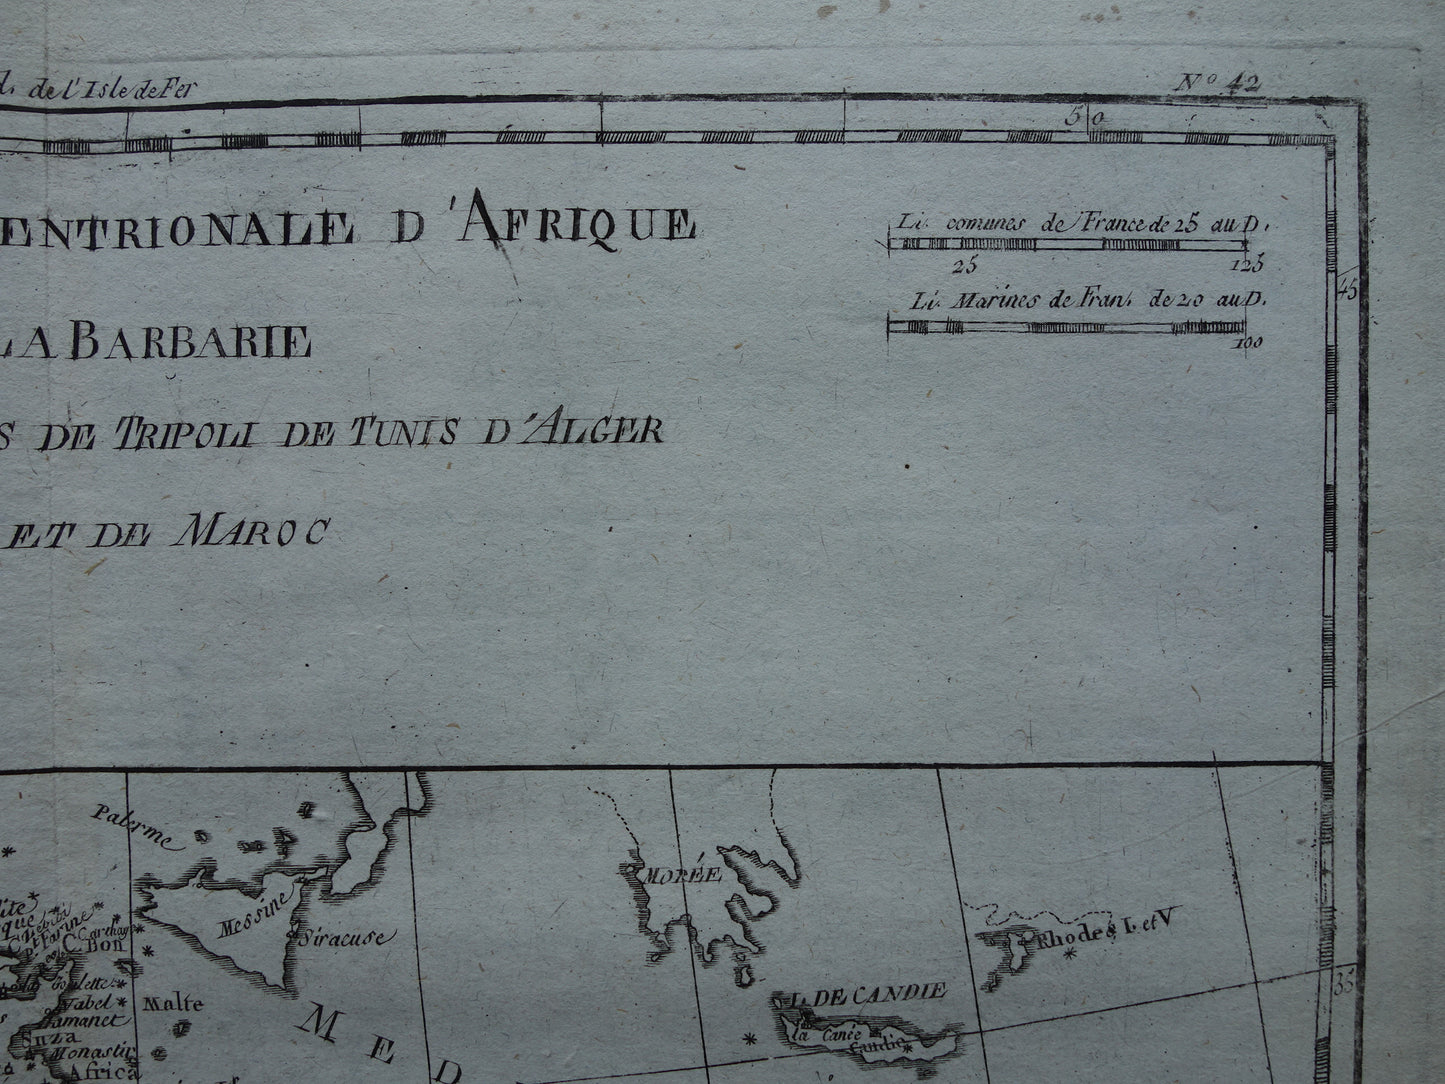 de l'Isle de Fer
N.º 42
50
ENTRIONALE D'AFRIQUE
LA BARBARIE
S DE TRIPOLI DE TUNIS D'ALGER
ET DE MAROC
Li. comunes de France de 25 au D.
25 125
Li. Marines de Fran. de 20 au D.
100
45
Palerme
Messine
Siracuse
MORÉE
Rhodes I. et V
I. DE CANDIE
la Canée
Candie
35
C. Bon
Malte
Suza
Monastir
Africa
MED